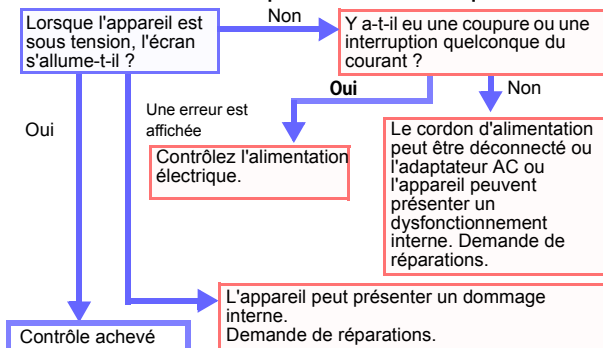 Lorsque l'appareil est
sous tension, l'écran
s'allume-t-il ?
Non
Y a-t-il eu une coupure ou une
interruption quelconque du
courant ?
Oui
Non
Une erreur est
affichée
Oui
Contrôlez l'alimentation
électrique.
Le cordon d'alimentation
peut être déconnecté ou
l'adaptateur AC ou
l'appareil peuvent
présenter un
dysfonctionnement
interne. Demande de
réparations.
L'appareil peut présenter un dommage
interne.
Demande de réparations.
Contrôle achevé